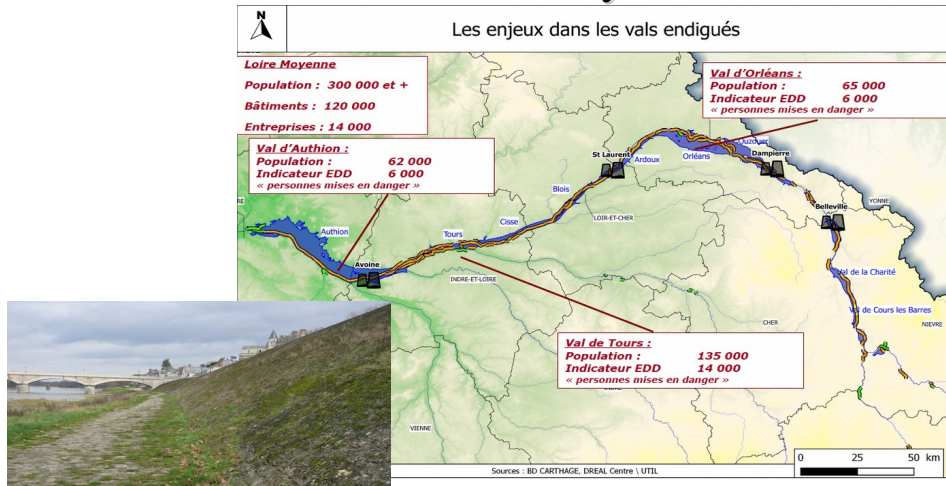 N
Les enjeux dans les vals endigués
Loire Moyenne
Population : 300 000 et +
Bâtiments : 120 000
Entreprises : 14 000
Val d'Orléans :
Population : 65 000
Indicateur EDD 6 000
« personnes mises en danger »
Val d'Authion :
Population : 62 000
Indicateur EDD 6 000
« personnes mises en danger »
Ouzouer
St Laurent
Ardoux
Orléans
Dampierre
Blois
YONNE
Belleville
LOIR-ET-CHER
Cisse
Authion
Tours
Avoine
INDRE-ET-LOIRE
Val de la Charité
Val de Cours les Barres
CHER
NIEVRE
Val de Tours :
Population : 135 000
Indicateur EDD 14 000
« personnes mises en danger »
VIENNE
Sources : BD CARTHAGE, DREAL Centre \ UTIL
0 25 50 km